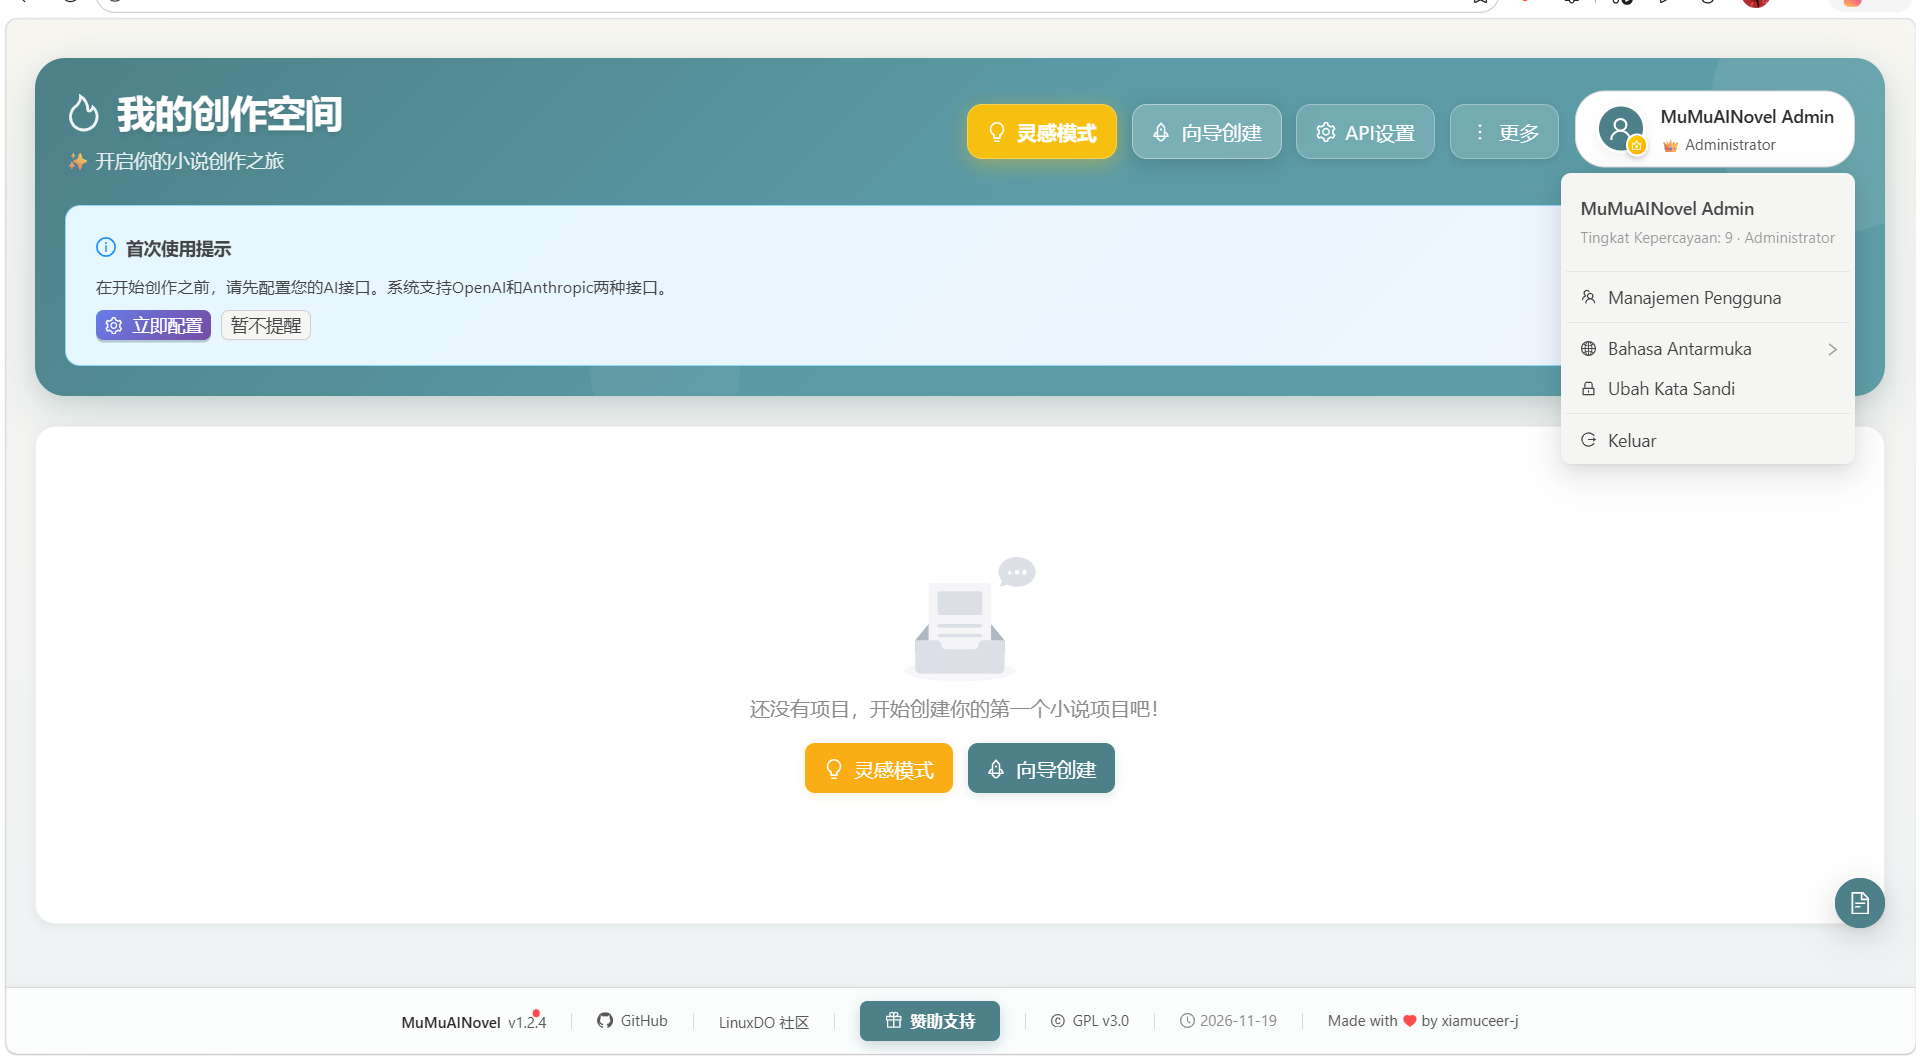 我的创作空间
✨ 开启你的小说创作之旅
灵感模式
向导创建
API设置
更多
MuMuAINovel Admin
Administrator
MuMuAINovel Admin
Tingkat Kepercayaan: 9 · Administrator
Manajemen Pengguna
Bahasa Antarmuka
Ubah Kata Sandi
Keluar
首次使用提示
在开始创作之前，请先配置您的AI接口。系统支持OpenAI和Anthropic两种接口。
立即配置
暂不提醒
还没有项目，开始创建你的第一个小说项目吧！
灵感模式
向导创建
MuMuAINovel v1.2.4
GitHub
LinuxDO 社区
赞助支持
GPL v3.0
2026-11-19
Made with ❤ by xiamuceer-j